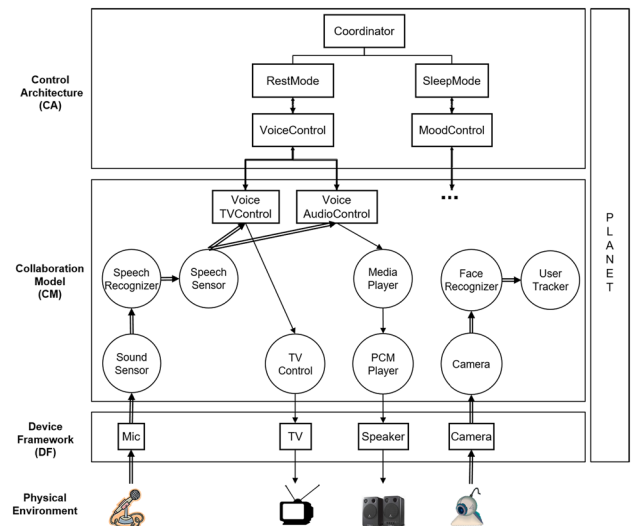 Coordinator
Control
Architecture
(CA)
RestMode
SleepMode
VoiceControl
MoodControl
...
Voice
TVControl
Voice
AudioControl
Collaboration
Model
(CM)
Speech
Recognizer
Speech
Sensor
Media
Player
Face
Recognizer
User
Tracker
Sound
Sensor
TV
Control
PCM
Player
Camera
Device
Framework
(DF)
Mic
TV
Speaker
Camera
Physical
Environment
P
L
A
N
E
T